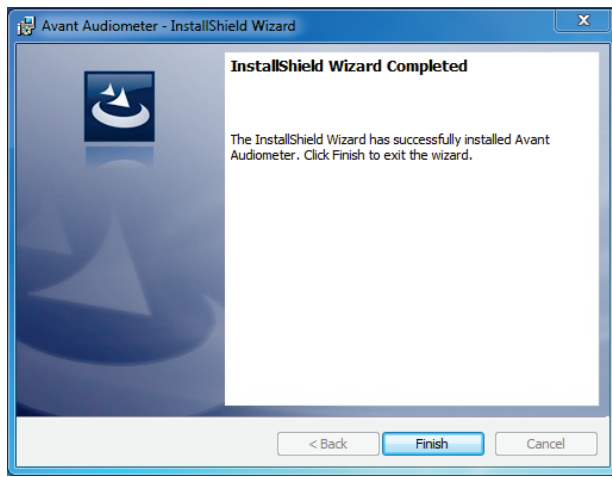 Avant Audiometer - InstallShield Wizard
InstallShield Wizard Completed
The InstallShield Wizard has successfully installed Avant
Audiometer. Click Finish to exit the wizard.
< Back
Finish
Cancel